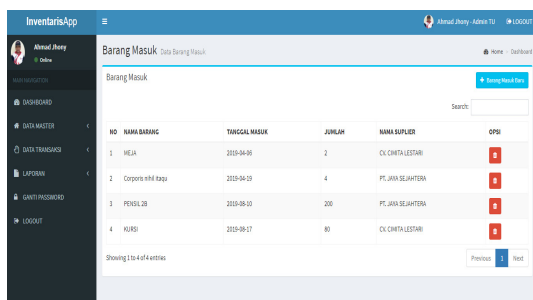 InventarisApp
Ahmad Jhony - Admin TU LOGOUT
Ahmad Jhony
Online
MAIN NAVIGATION
DASHBOARD
DATA MASTER
DATA TRANSAKSI
LAPORAN
GANTI PASSWORD
LOGOUT
Barang Masuk Data Barang Masuk
Home > Dashboard
Barang Masuk
+ Barang Masuk Baru
Search:
NO NAMA BARANG TANGGAL MASUK JUMLAH NAMA SUPLIER OPSI
1 MEJA 2019-04-06 2 CV. CIMITA LESTARI
2 Corporis nihil itaqu 2019-04-19 4 PT. JAYA SEJAHTERA
3 PENSIL 2B 2019-08-10 200 PT. JAYA SEJAHTERA
4 KURSI 2019-08-17 80 CV. CIMITA LESTARI
Showing 1 to 4 of 4 entries
Previous 1 Next